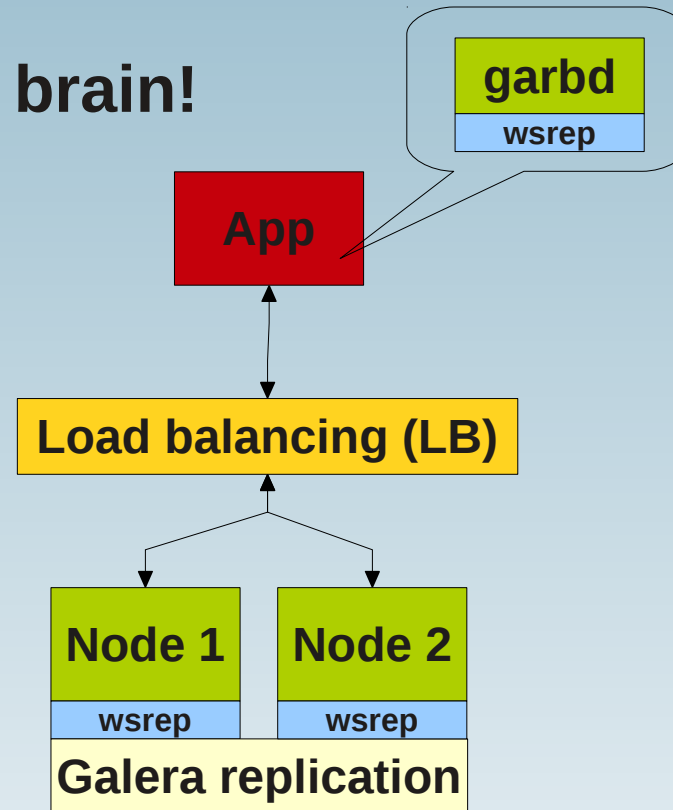 brain!
garbd
wsrep
App
Load balancing (LB)
Node 1
Node 2
wsrep
wsrep
Galera replication